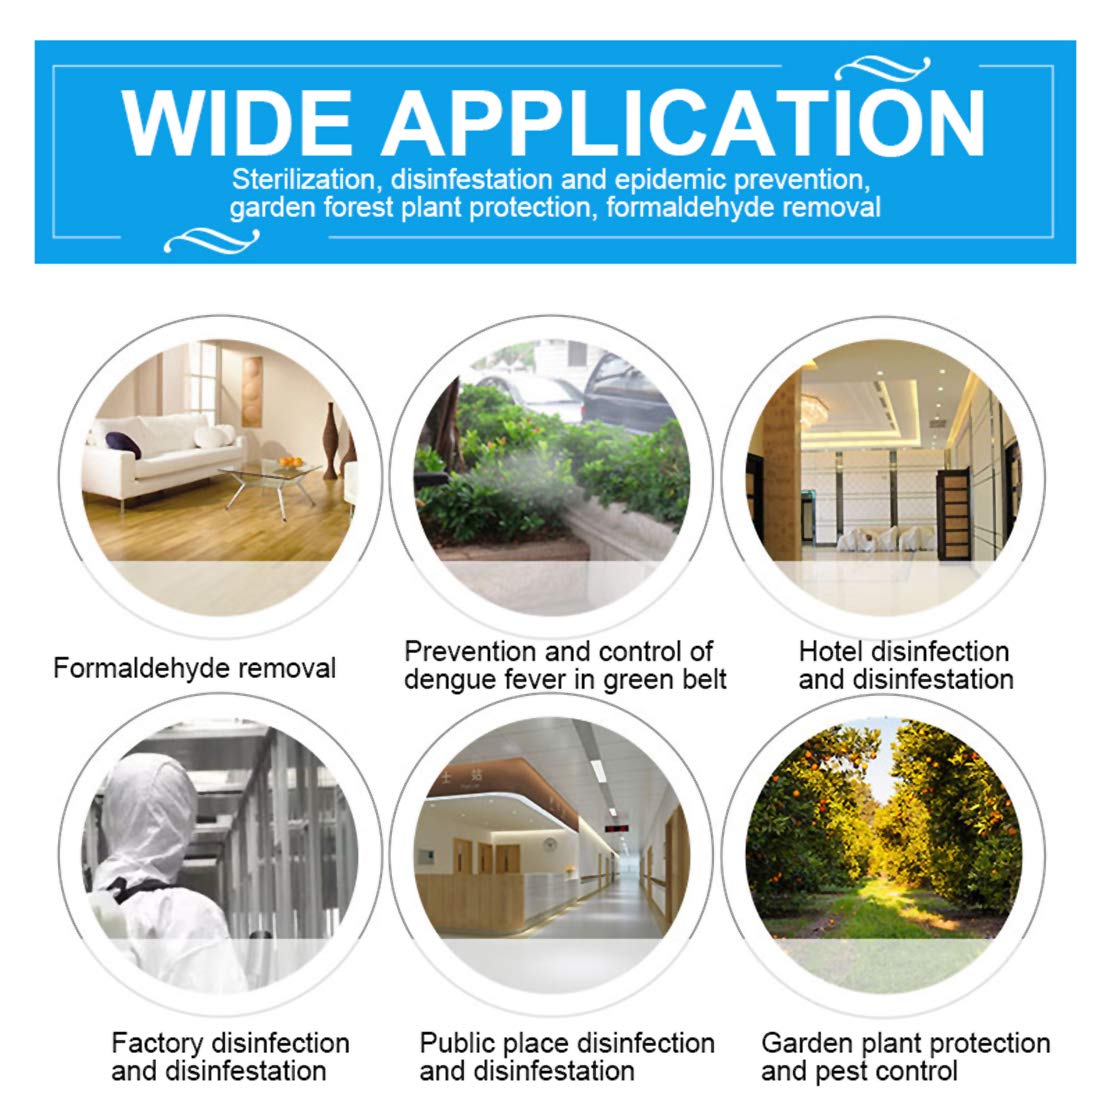 WIDE APPLICATION
Sterilization, disinfestation and epidemic prevention,
garden forest plant protection, formaldehyde removal
Formaldehyde removal
Prevention and control of
dengue fever in green belt
Hotel disinfection
and disinfestation
士 站
Factory disinfection
and disinfestation
Public place disinfection
and disinfestation
Garden plant protection
and pest control